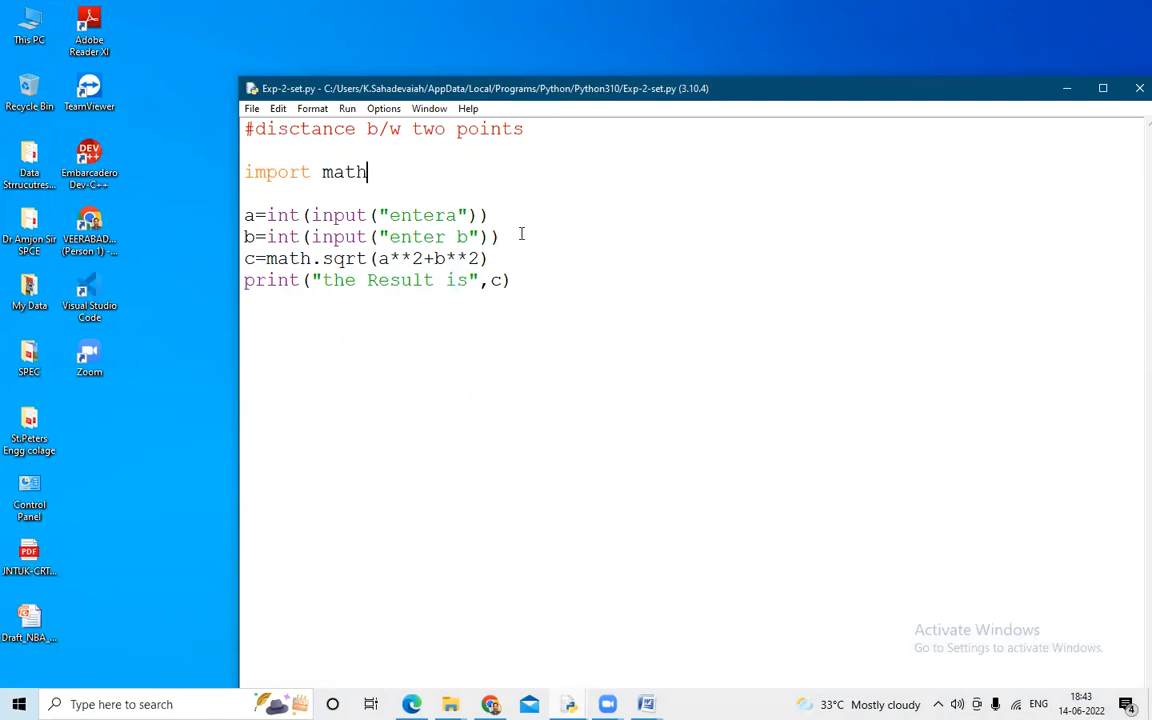 This PC
Adobe
Reader XI
Recycle Bin
TeamViewer
Data
Strrucutres...
DEV
C++
Embarcadero
Dev-C++
Dr Amjon Sir
SPCE
VEERABAD...
(Person 1) -...
My Data
Visual Studio
Code
SPEC
Zoom
St.Peters
Engg colage
Control
Panel
PDF
JNTUK-CRT...
Draft_NBA_...
Exp-2-set.py - C:/Users/K.Sahadevaiah/AppData/Local/Programs/Python/Python310/Exp-2-set.py (3.10.4)
File Edit Format Run Options Window Help
#disctance b/w two points
import math
a=int(input("entera"))
b=int(input("enter b"))
c=math.sqrt(a**2+b**2)
print("the Result is",c)
Activate Windows
Go to Settings to activate Windows.
Type here to search
33°C Mostly cloudy
ENG
18:43
14-06-2022
4